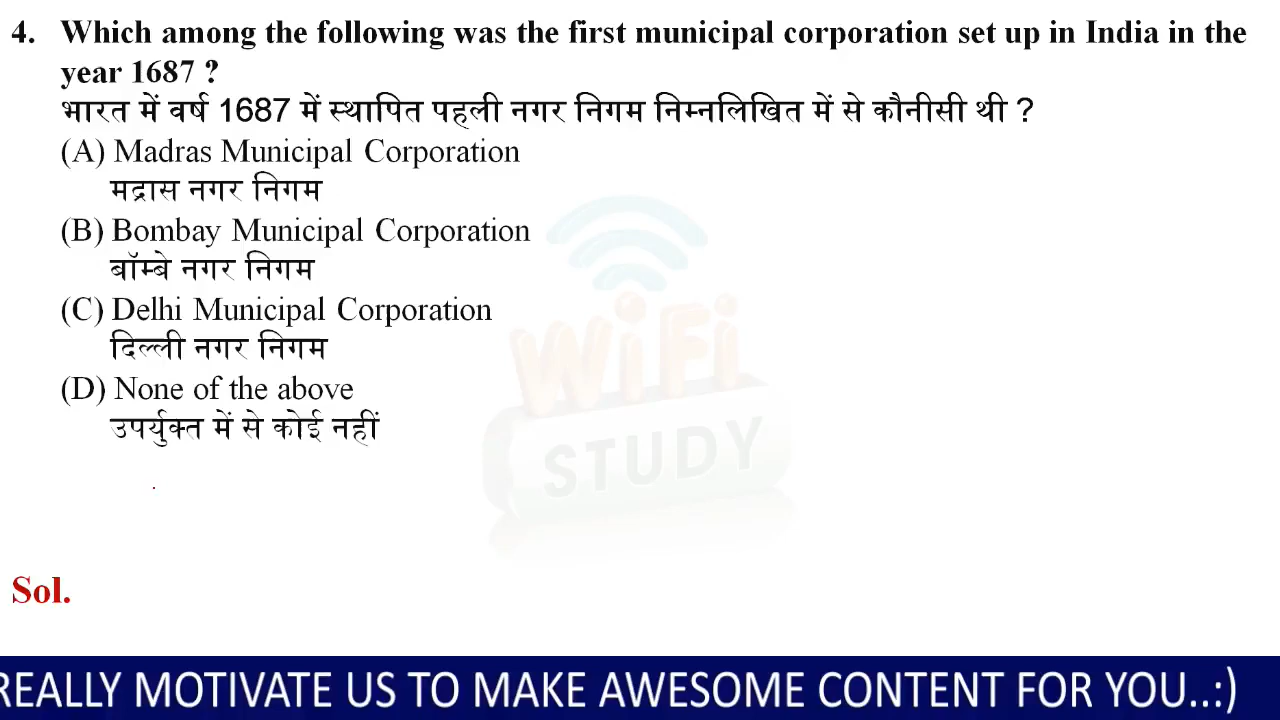 4. Which among the following was the first municipal corporation set up in India in the
year 1687 ?
भारत में वर्ष 1687 में स्थापित पहली नगर निगम निम्नलिखित में से कौनीसी थी ?
(A) Madras Municipal Corporation
मद्रास नगर निगम
(B) Bombay Municipal Corporation
बॉम्बे नगर निगम
(C) Delhi Municipal Corporation
दिल्ली नगर निगम
(D) None of the above
उपर्युक्त में से कोई नहीं
WiFi
STUDY
Sol.
REALLY MOTIVATE US TO MAKE AWESOME CONTENT FOR YOU..:)